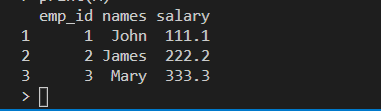 emp_id names salary
1 1 John 111.1
2 2 James 222.2
3 3 Mary 333.3
>